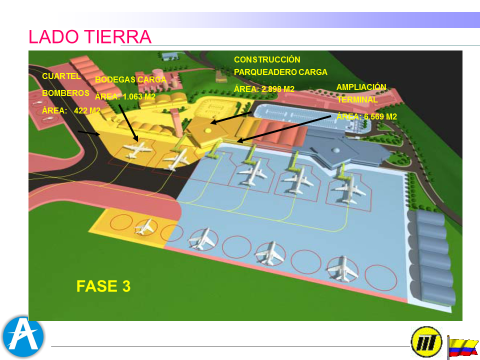 LADO TIERRA
CUARTEL
BOMBEROS
ÁREA: 422 M2
BODEGAS CARGA
ÁREA: 1.063 M2
CONSTRUCCIÓN
PARQUEADERO CARGA
ÁREA: 2.898 M2
AMPLIACIÓN
TERMINAL
ÁREA: 5.569 M2
FASE 3